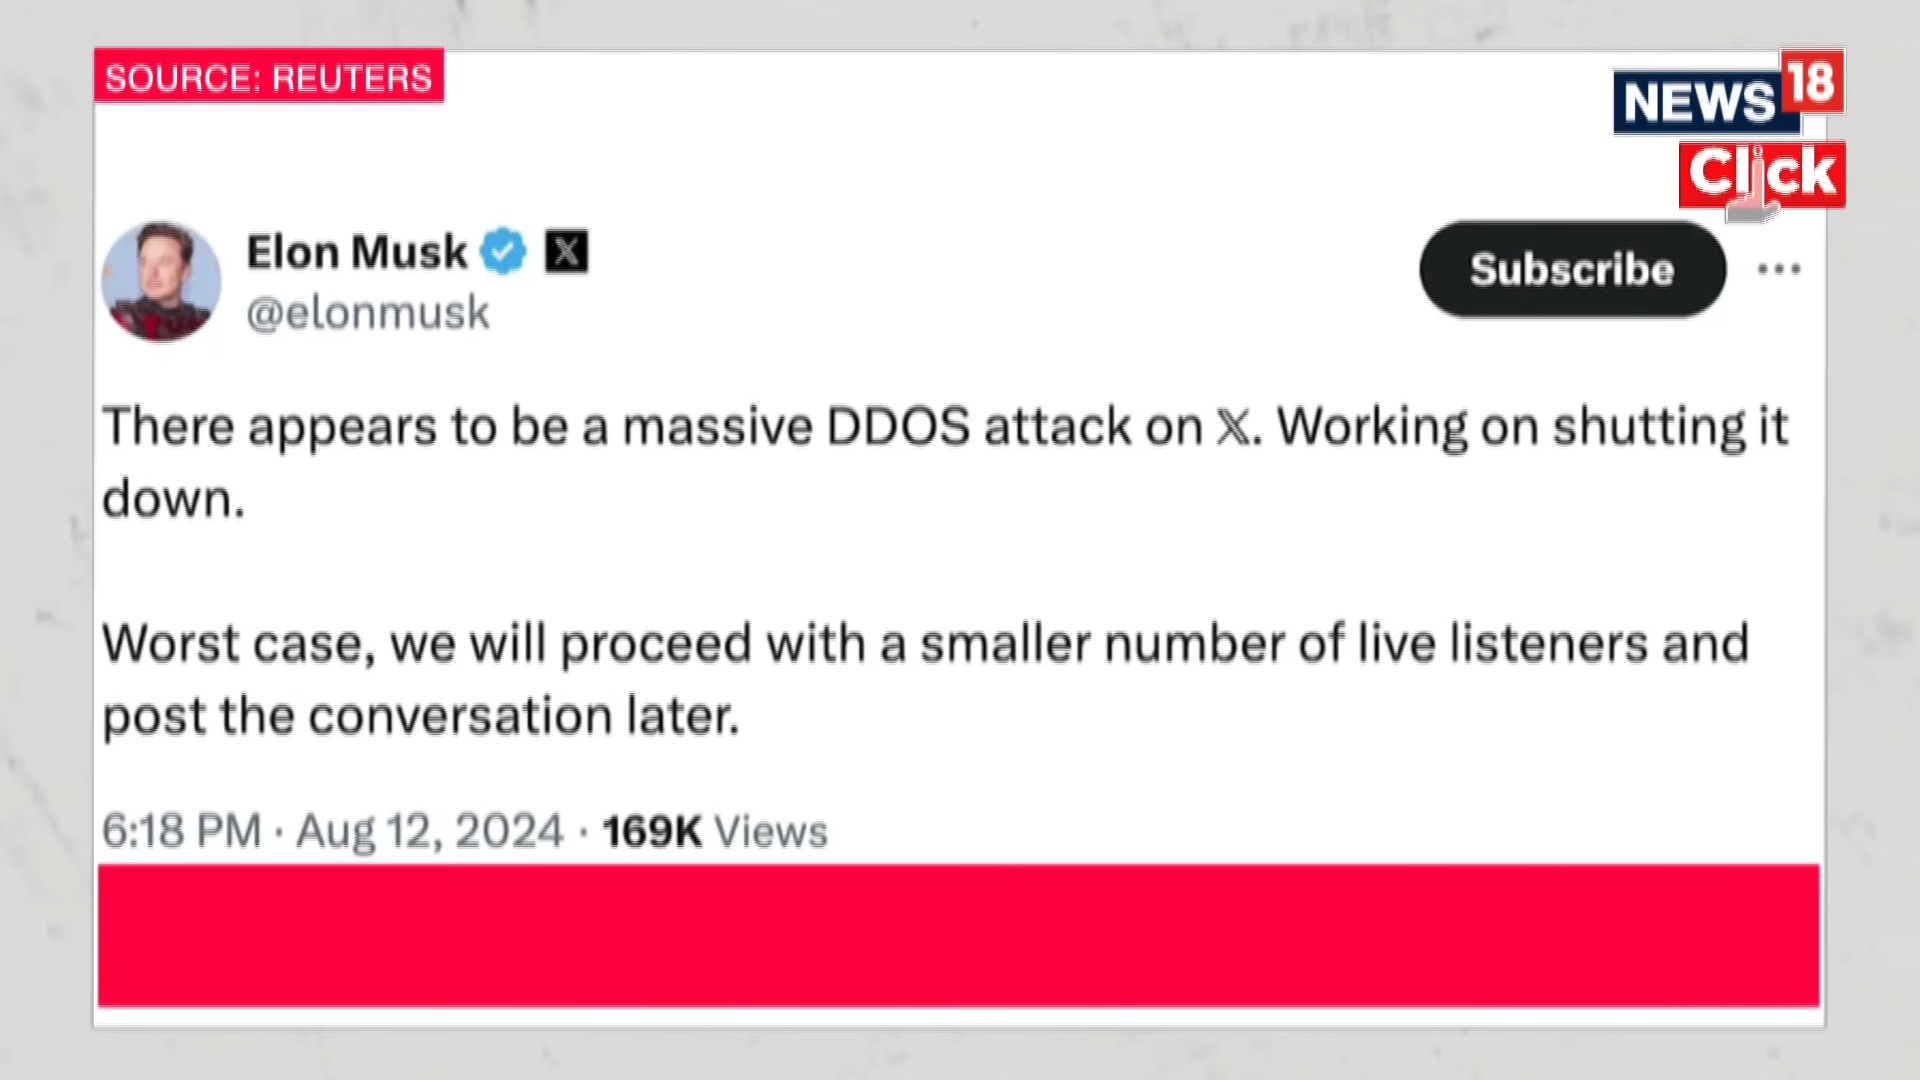 SOURCE: REUTERS
NEWS 18
Click
Elon Musk
@elonmusk
Subscribe
There appears to be a massive DDOS attack on 𝕏. Working on shutting it
down.
Worst case, we will proceed with a smaller number of live listeners and
post the conversation later.
6:18 PM · Aug 12, 2024 · 169K Views